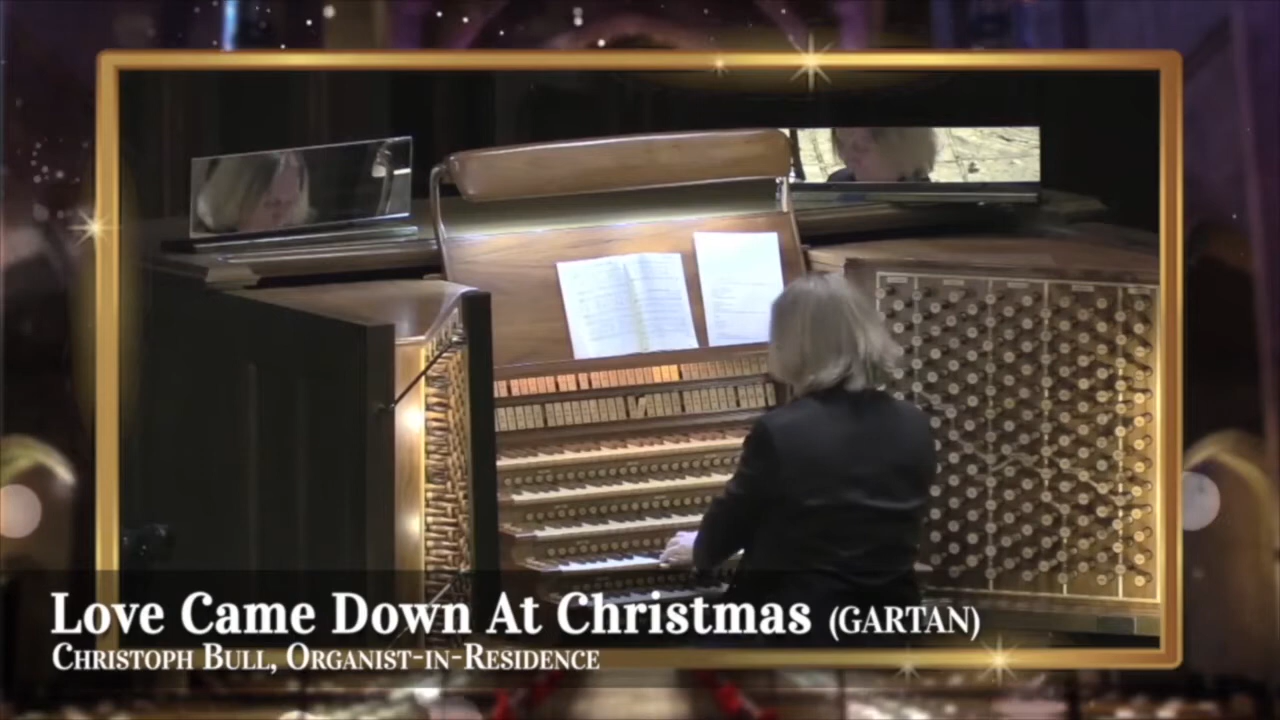 Love Came Down At Christmas (GARTAN)
Christoph Bull, Organist-in-Residence